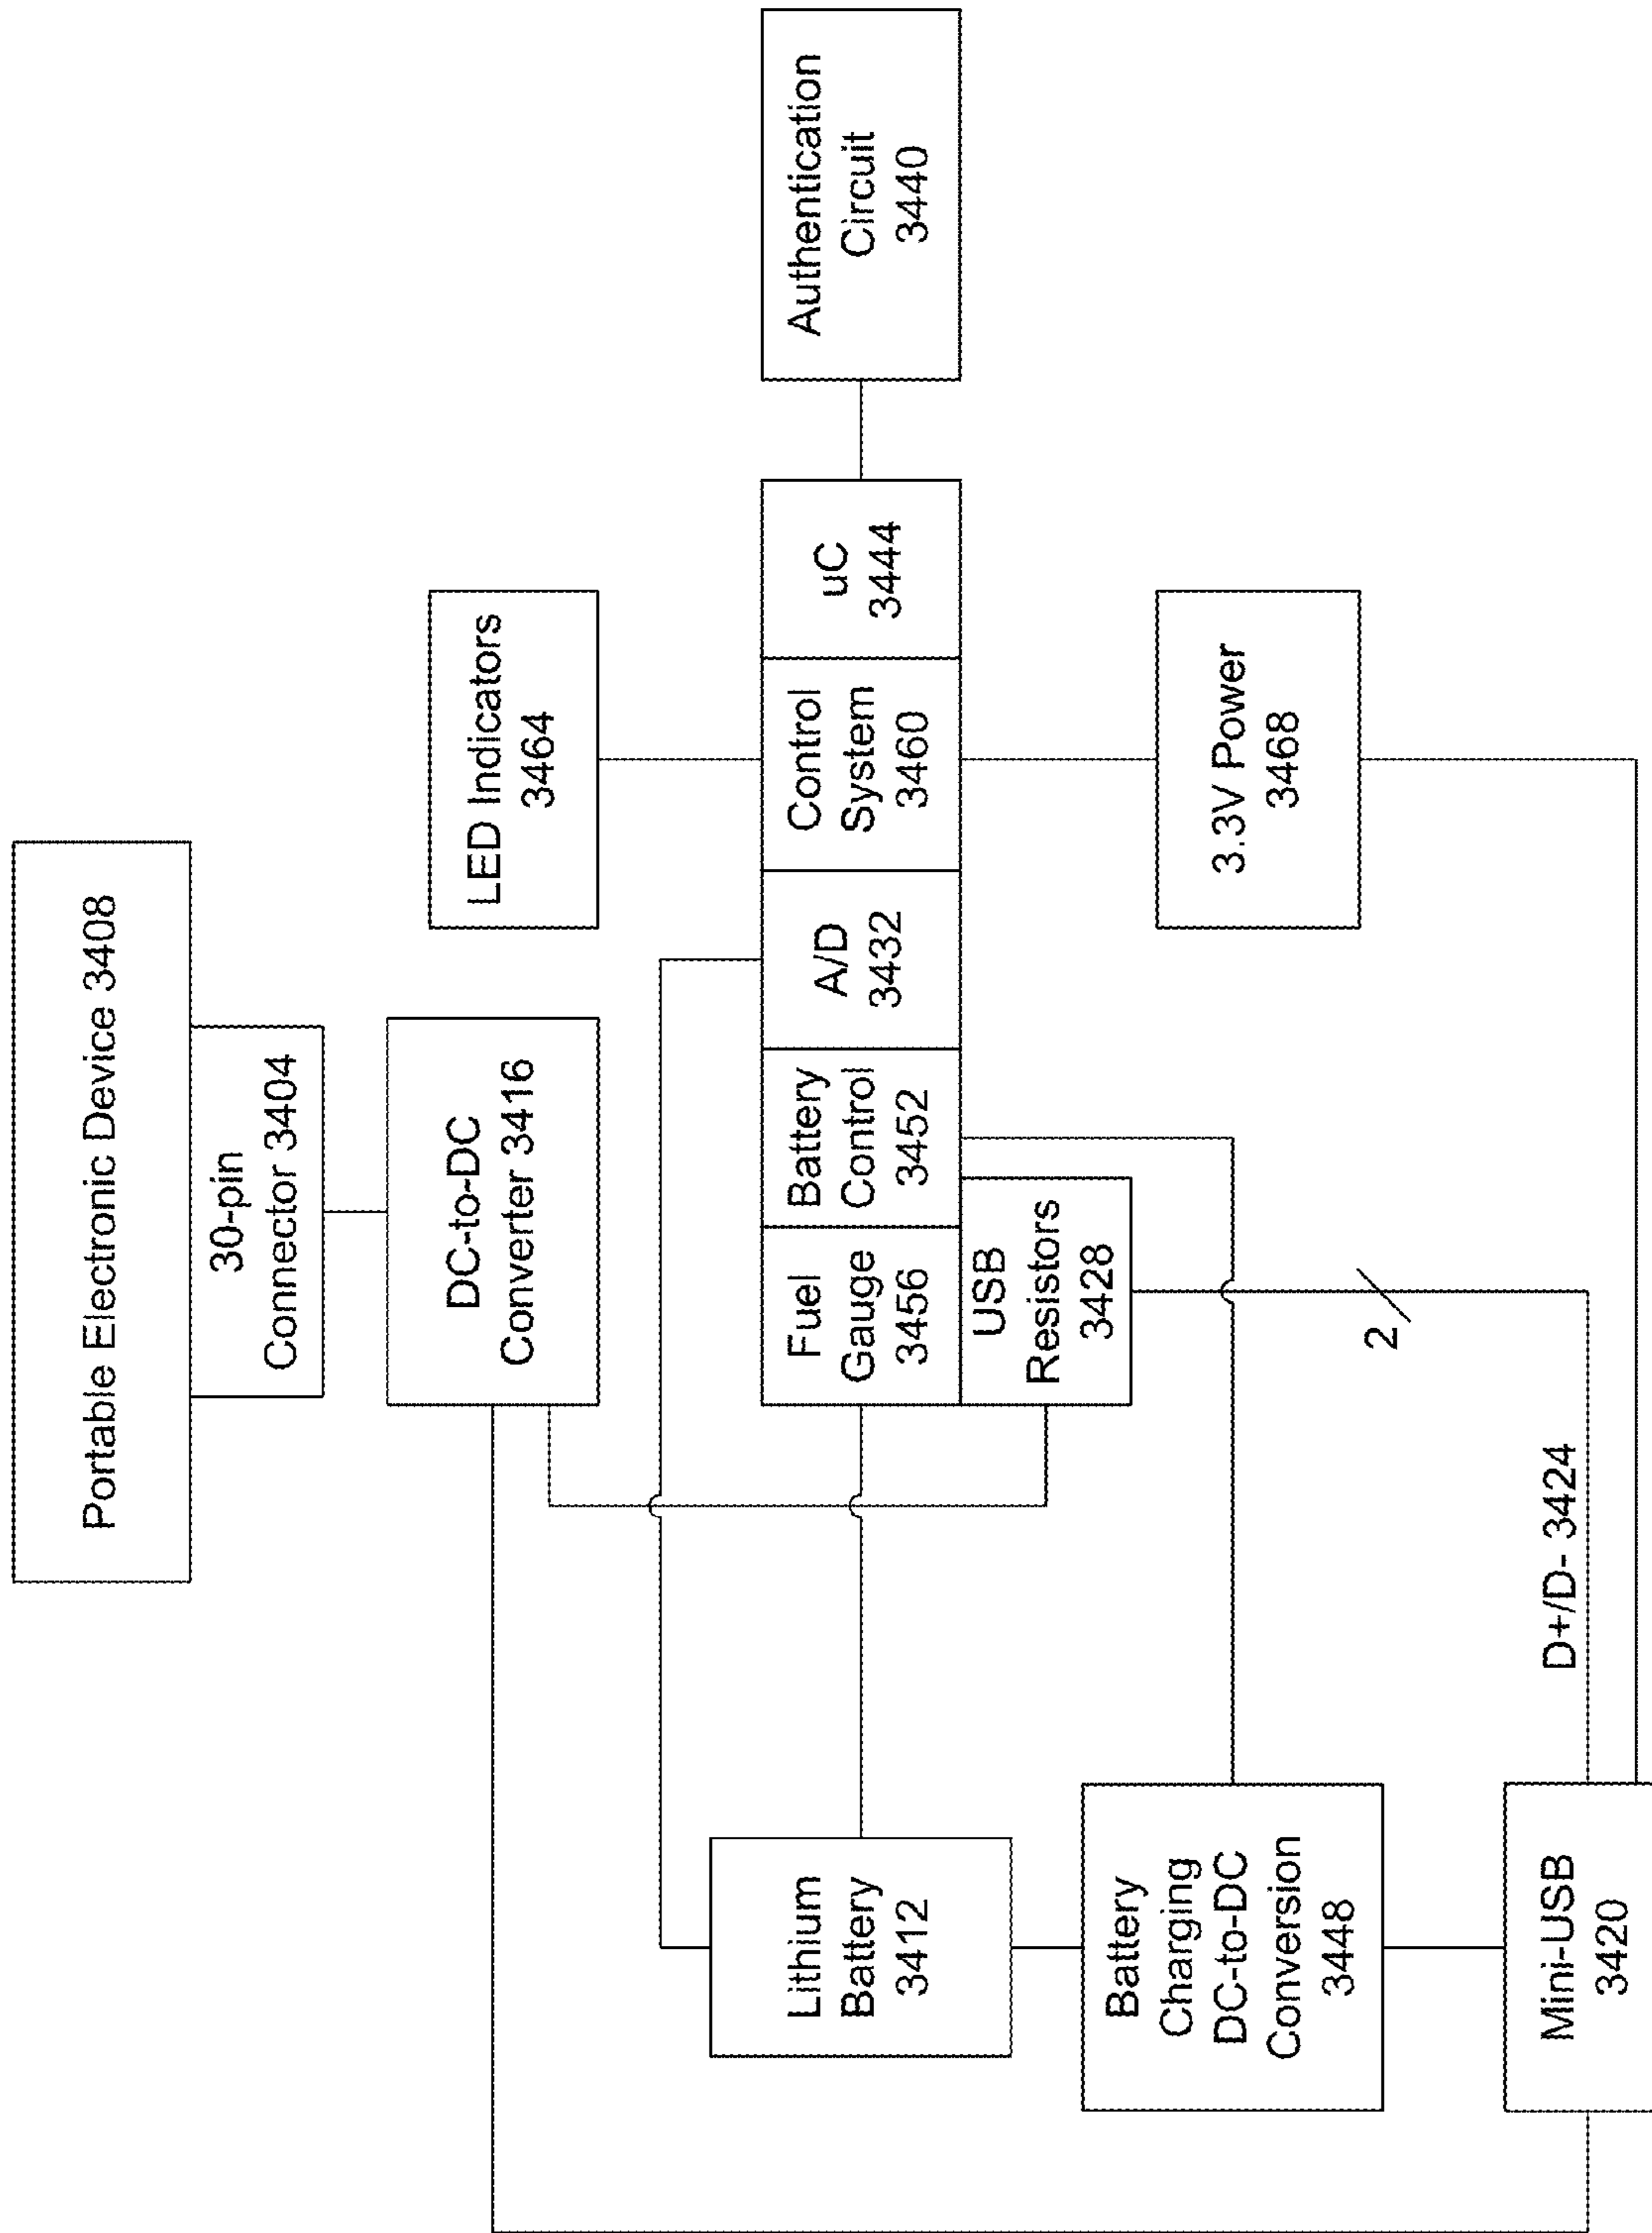 Portable Electronic Device 3408
30-pin
Connector 3404
DC-to-DC
Converter 3416
LED Indicators
3464
Lithium
Battery
3412
Fuel
Gauge
3456
Battery
Control
3452
A/D
3432
Control
System
3460
uC
3444
Authentication
Circuit
3440
USB
Resistors
3428
Battery
Charging
DC-to-DC
Conversion
3448
3.3V Power
3468
2
D+/D- 3424
Mini-USB
3420